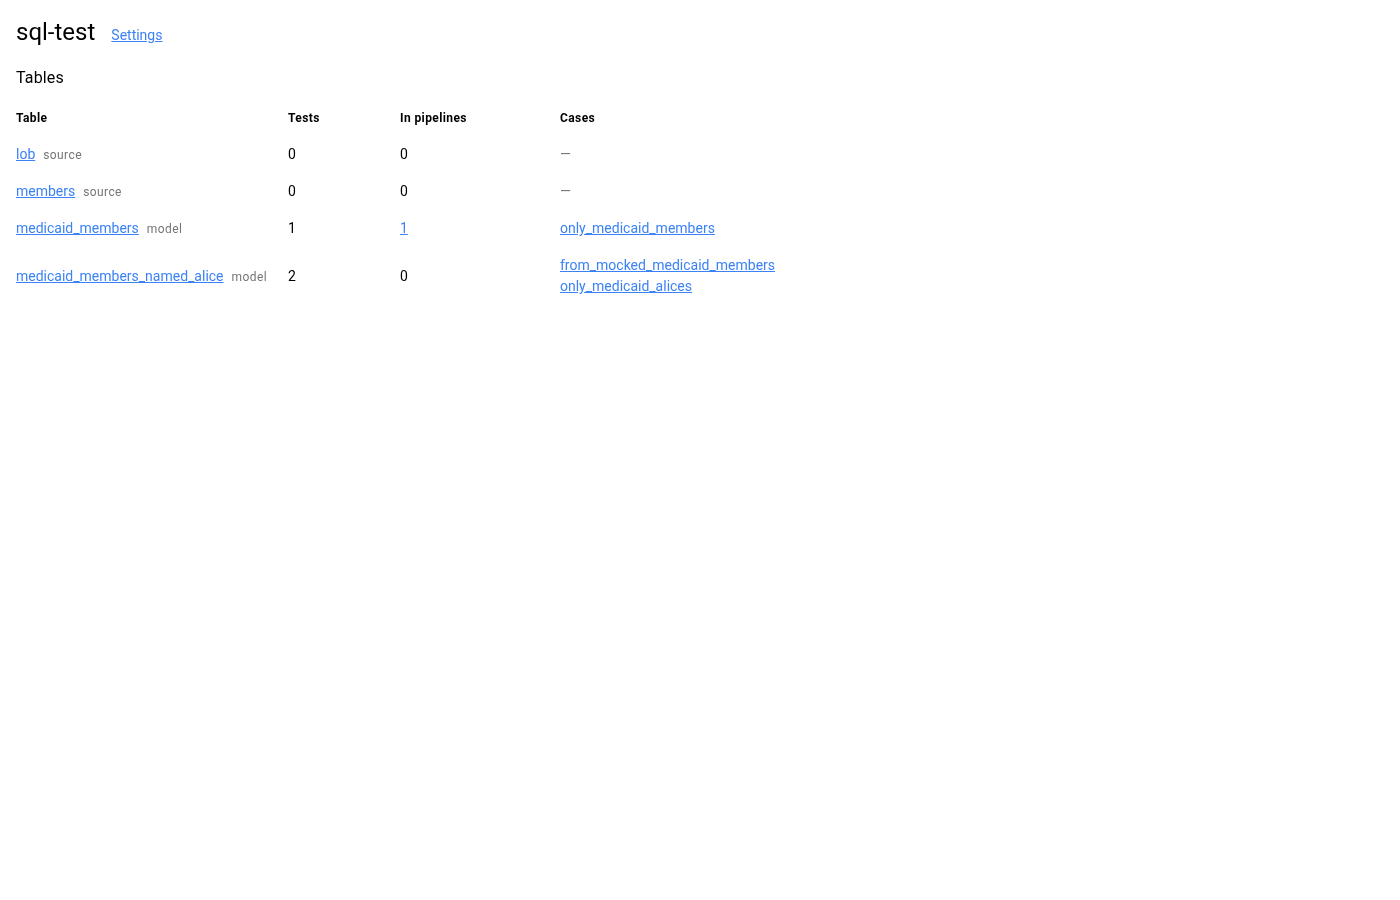 sql-test Settings
Tables
Table Tests In pipelines Cases
lob source 0 0 —
members source 0 0 —
medicaid_members model 1 1 only_medicaid_members
medicaid_members_named_alice model 2 0 from_mocked_medicaid_members
only_medicaid_alices